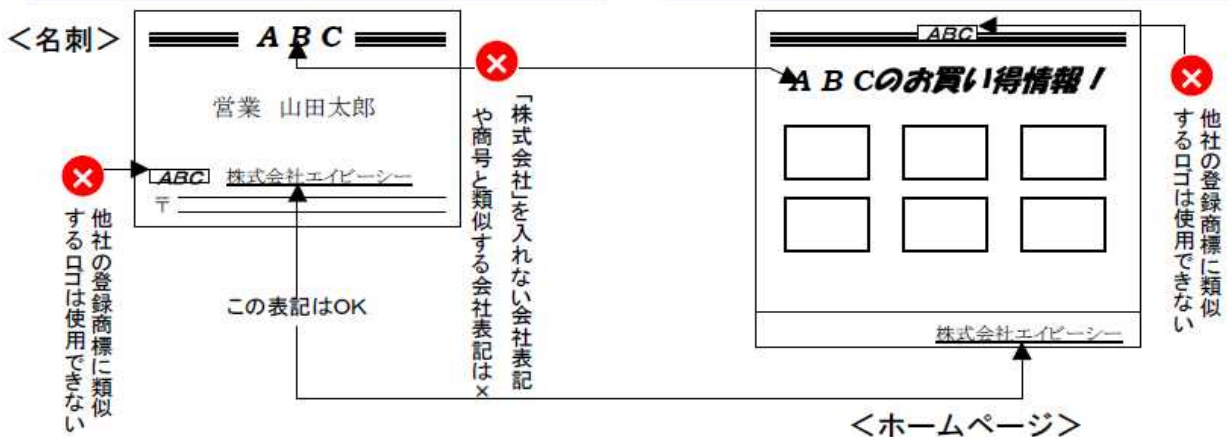 <名刺>
ABC
営業 山田太郎
ABC 株式会社エイビーシー
〒
他社の登録商標に類似
するロゴは使用できない
この表記はOK
「株式会社」を入れない会社表記
や商号と類似する会社表記は×
ABC
ABCのお買い得情報!
株式会社エイビーシー
<ホームページ>
他社の登録商標に類似
するロゴは使用できない